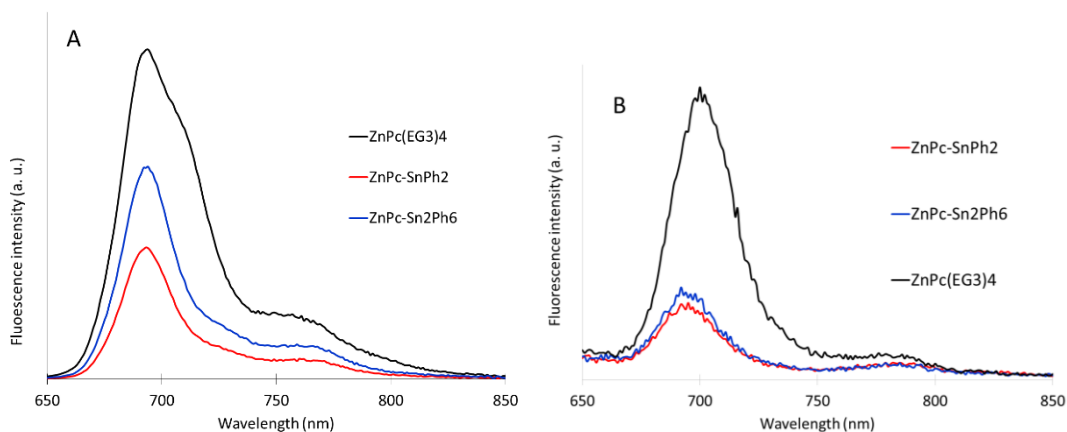 A
ZnPc(EG3)4
ZnPc-SnPh2
ZnPc-Sn2Ph6
Fluoescence intensity (a. u.)
650 700 750 800 850
Wavelength (nm)
B
ZnPc-SnPh2
ZnPc-Sn2Ph6
ZnPc(EG3)4
Fluorescence intensity (a. u.)
650 700 750 800 850
Wavelength (nm)